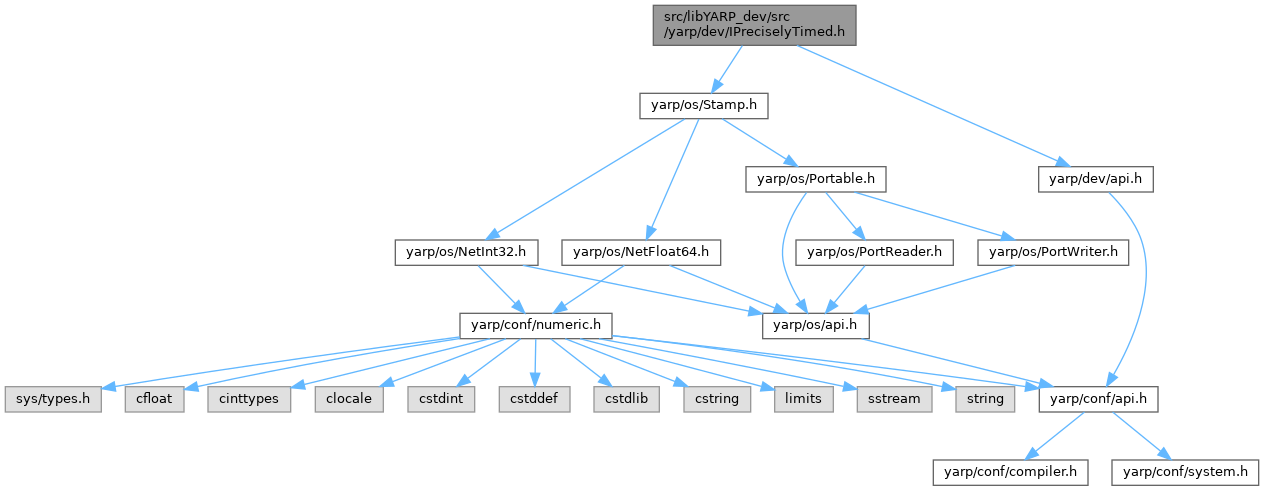 src/libYARP_dev/src
/yarp/dev/IPreciselyTimed.h
yarp/os/Stamp.h
yarp/os/Portable.h
yarp/dev/api.h
yarp/os/NetInt32.h
yarp/os/NetFloat64.h
yarp/os/PortReader.h
yarp/os/PortWriter.h
yarp/conf/numeric.h
yarp/os/api.h
sys/types.h
cfloat
cinttypes
clocale
cstdint
cstddef
cstdlib
cstring
limits
sstream
string
yarp/conf/api.h
yarp/conf/compiler.h
yarp/conf/system.h